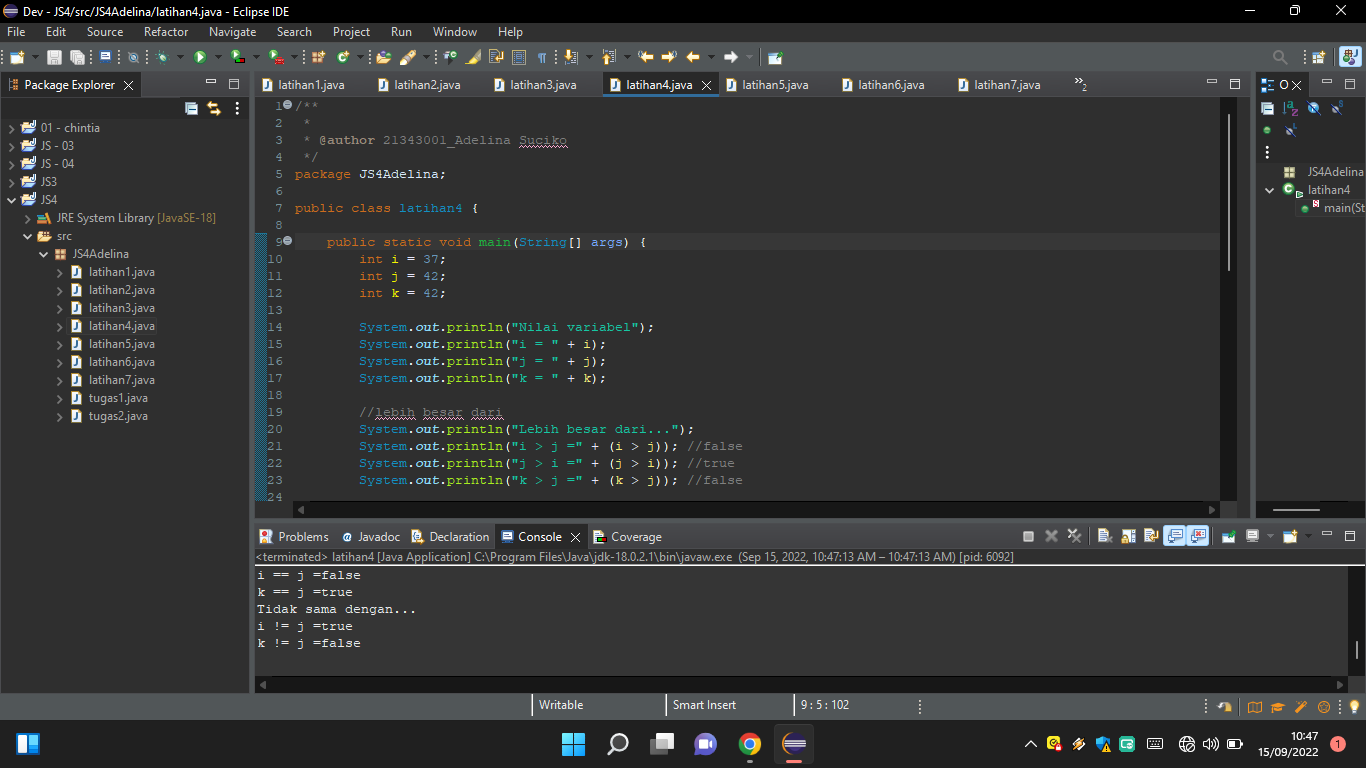 Dev - JS4/src/JS4Adelina/latihan4.java - Eclipse IDE
File Edit Source Refactor Navigate Search Project Run Window Help
Package Explorer
latihan1.java latihan2.java latihan3.java latihan4.java latihan5.java latihan6.java latihan7.java »2
01 - chintia
JS - 03
JS - 04
JS3
JS4
JRE System Library [JavaSE-18]
src
JS4Adelina
latihan1.java
latihan2.java
latihan3.java
latihan4.java
latihan5.java
latihan6.java
latihan7.java
tugas1.java
tugas2.java
1 /**
2 *
3 * @author 21343001_Adelina Suciko
4 */
5 package JS4Adelina;
6
7 public class latihan4 {
8
9 public static void main(String[] args) {
10 int i = 37;
11 int j = 42;
12 int k = 42;
13
14 System.out.println("Nilai variabel");
15 System.out.println("i = " + i);
16 System.out.println("j = " + j);
17 System.out.println("k = " + k);
18
19 //lebih besar dari
20 System.out.println("Lebih besar dari...");
21 System.out.println("i > j =" + (i > j)); //false
22 System.out.println("j > i =" + (j > i)); //true
23 System.out.println("k > j =" + (k > j)); //false
24
O
JS4Adelina
latihan4
main(St
Problems Javadoc Declaration Console Coverage
<terminated> latihan4 [Java Application] C:\Program Files\Java\jdk-18.0.2.1\bin\javaw.exe (Sep 15, 2022, 10:47:13 AM – 10:47:13 AM) [pid: 6092]
i == j =false
k == j =true
Tidak sama dengan...
i != j =true
k != j =false
Writable Smart Insert 9 : 5 : 102
10:47
15/09/2022
1